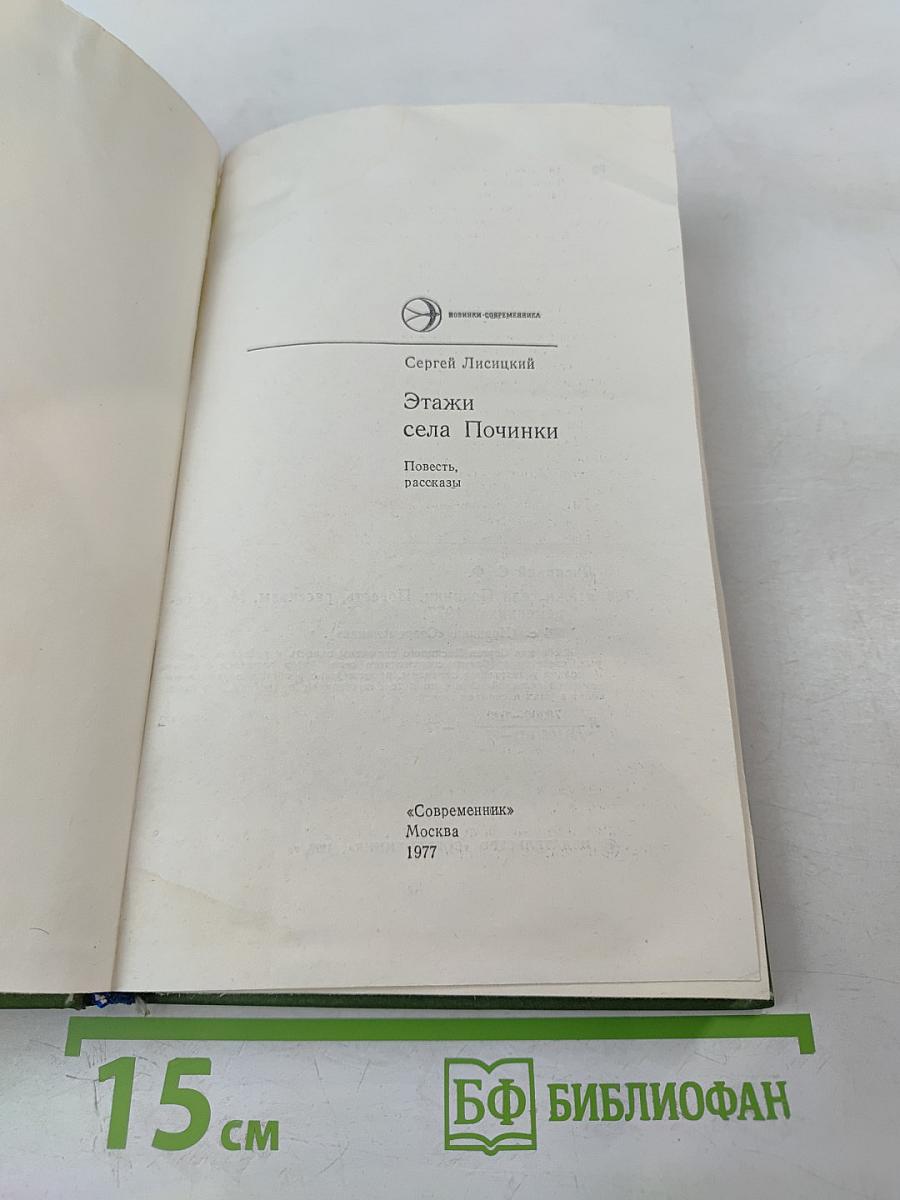 НОВИНКИ·СОВРЕМЕННИКА
Сергей Лисицкий
Этажи
села Починки
Повесть,
рассказы
«Современник»
Москва
1977
15 см
БФ БИБЛИОФАН